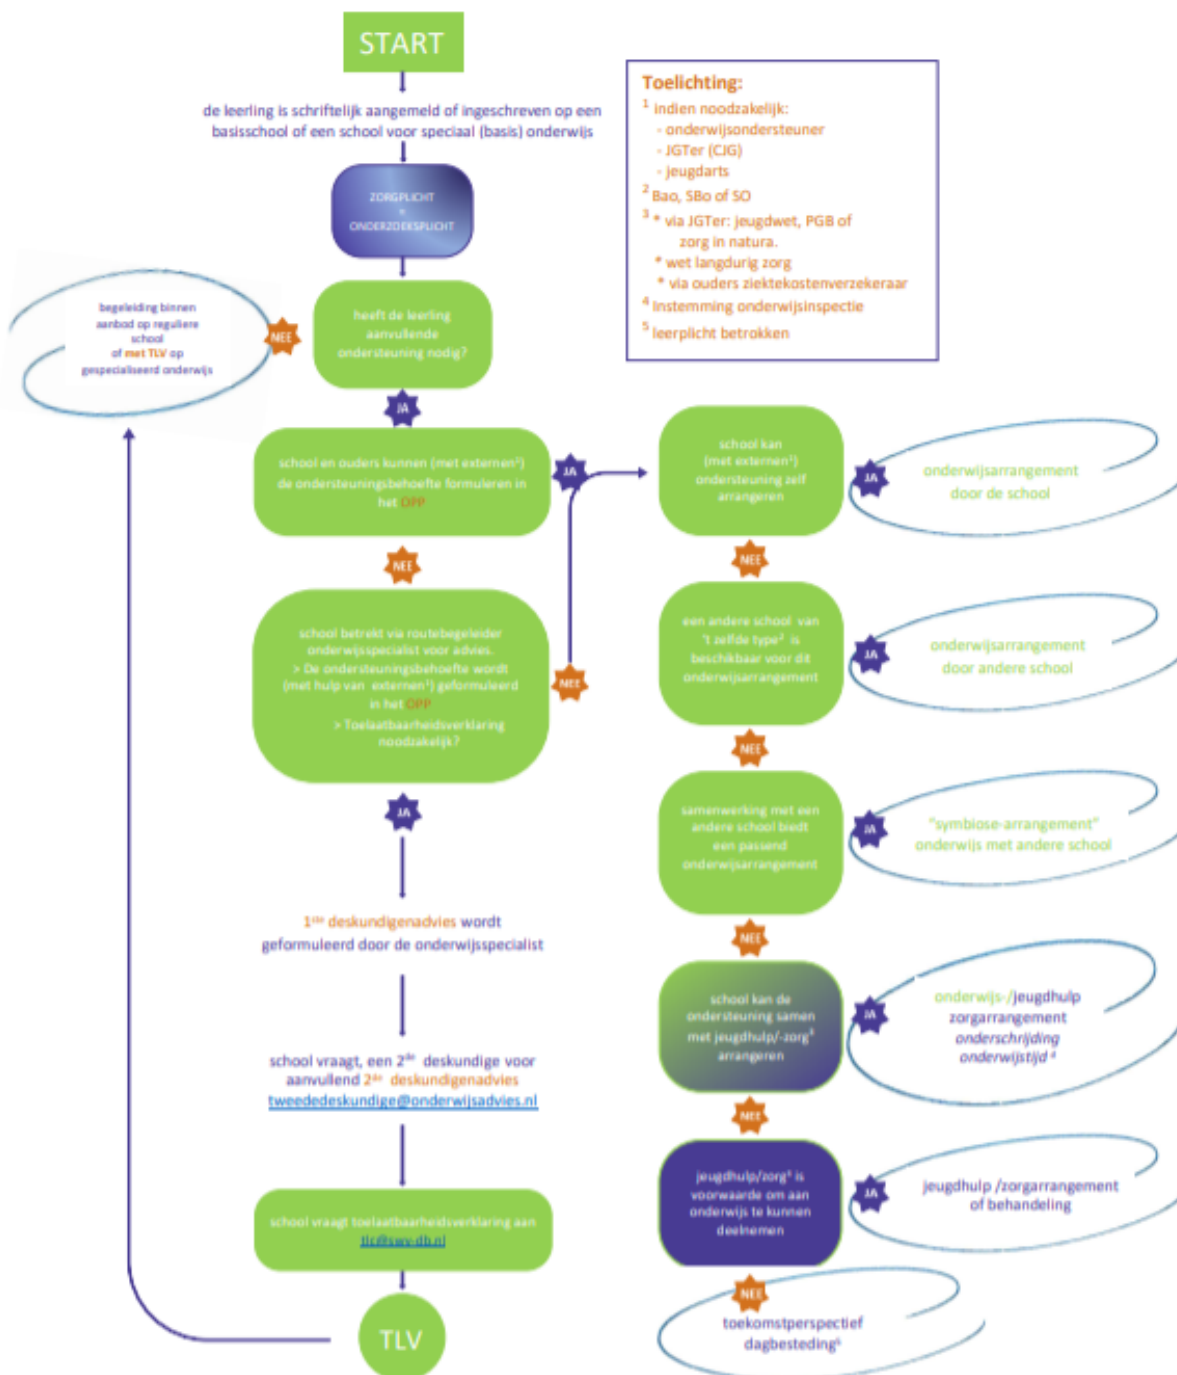 START
de leerling is schriftelijk aangemeld of ingeschreven op een
basisschool of een school voor speciaal (basis) onderwijs
ZORGPLICHT
=
ONDERZOEKSPLICHT
heeft de leerling
aanvullende
ondersteuning nodig?
NEE
begeleiding binnen
aanbod op reguliere
school
of met TLV op
gespecialiseerd onderwijs
JA
school en ouders kunnen (met externen¹)
de ondersteuningsbehoefte formuleren in
het OPP
JA
NEE
school betrekt via routebegeleider
onderwijsspecialist voor advies.
> De ondersteuningsbehoefte wordt
(met hulp van externen¹) geformuleerd
in het OPP
> Toelaatbaarheidsverklaring
noodzakelijk?
NEE
JA
1ste deskundigenadvies wordt
geformuleerd door de onderwijsspecialist
school vraagt, een 2de deskundige voor
aanvullend 2de deskundigenadvies
tweededeskundige@onderwijsadvies.nl
school vraagt toelaatbaarheidsverklaring aan
tlc@swv-db.nl
TLV
Toelichting:
¹ indien noodzakelijk:
- onderwijsondersteuner
- JGTer (CJG)
- jeugdarts
² Bao, SBo of SO
³ * via JGTer: jeugdwet, PGB of
zorg in natura.
* wet langdurig zorg
* via ouders ziektekostenverzekeraar
⁴ Instemming onderwijsinspectie
⁵ leerplicht betrokken
school kan
(met externen¹)
ondersteuning zelf
arrangeren
JA
onderwijsarrangement
door de school
NEE
een andere school van
't zelfde type² is
beschikbaar voor dit
onderwijsarrangement
JA
onderwijsarrangement
door andere school
NEE
samenwerking met een
andere school biedt
een passend
onderwijsarrangement
JA
"symbiose-arrangement"
onderwijs met andere school
NEE
school kan de
ondersteuning samen
met jeugdhulp/-zorg³
arrangeren
JA
onderwijs-/jeugdhulp
zorgarrangement
onderschrijding
onderwijstijd ⁴
NEE
jeugdhulp/zorg⁵ is
voorwaarde om aan
onderwijs te kunnen
deelnemen
JA
jeugdhulp /zorgarrangement
of behandeling
NEE
toekomstperspectief
dagbesteding⁵